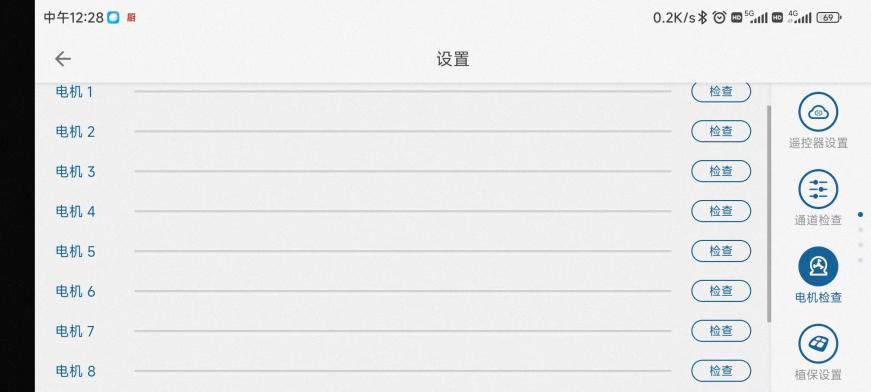 中午12:28 厨
0.2K/s HD 5G HD 4G 69
设置
电机 1 检查
电机 2 检查
电机 3 检查
电机 4 检查
电机 5 检查
电机 6 检查
电机 7 检查
电机 8 检查
遥控器设置
通道检查
电机检查
植保设置